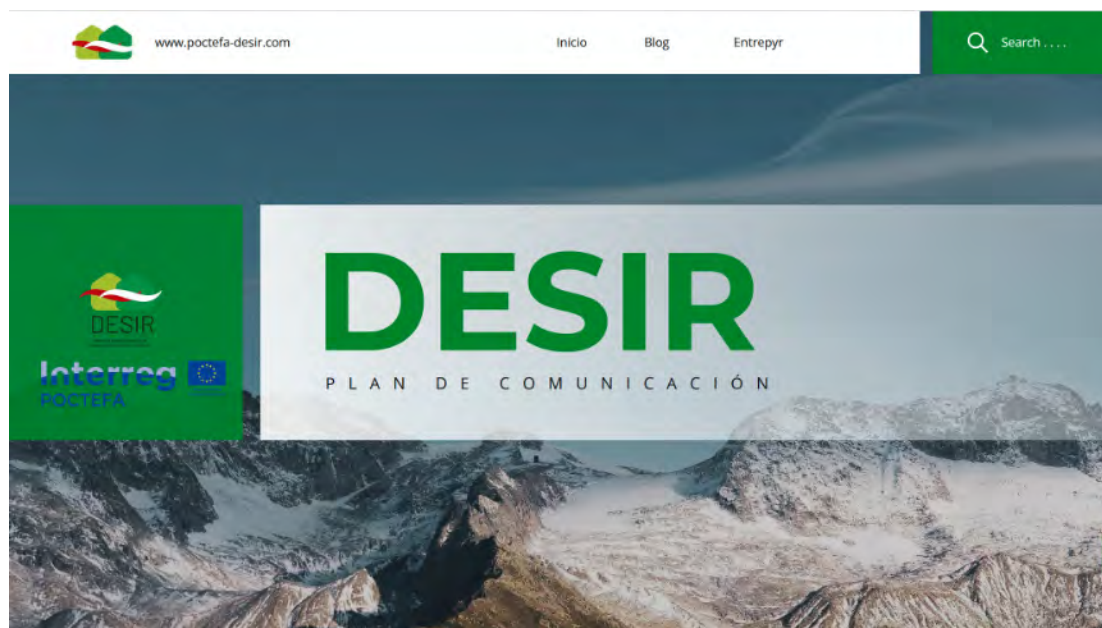 www.poctefa-desir.com
Inicio
Blog
Entrepyr
Search . . . .
DESIR
Interreg
POCTEFA
DESIR
PLAN DE COMUNICACIÓN